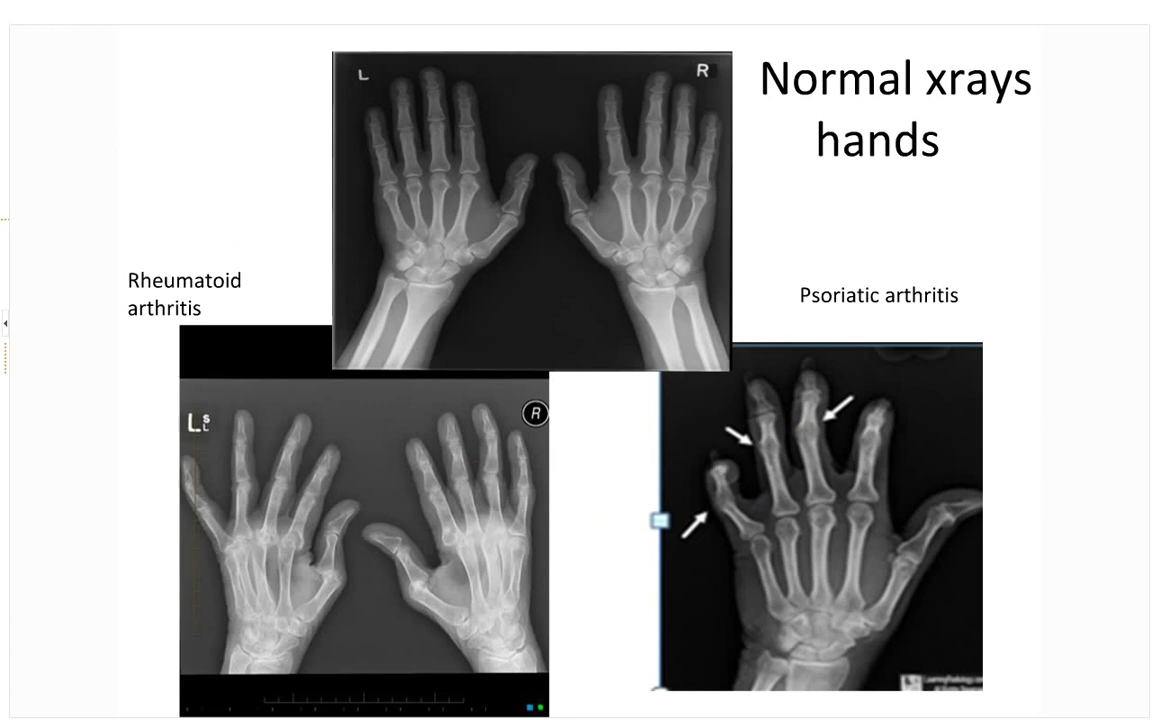 L
R
Normal xrays
hands
Rheumatoid
arthritis
Psoriatic arthritis
L S
L
R